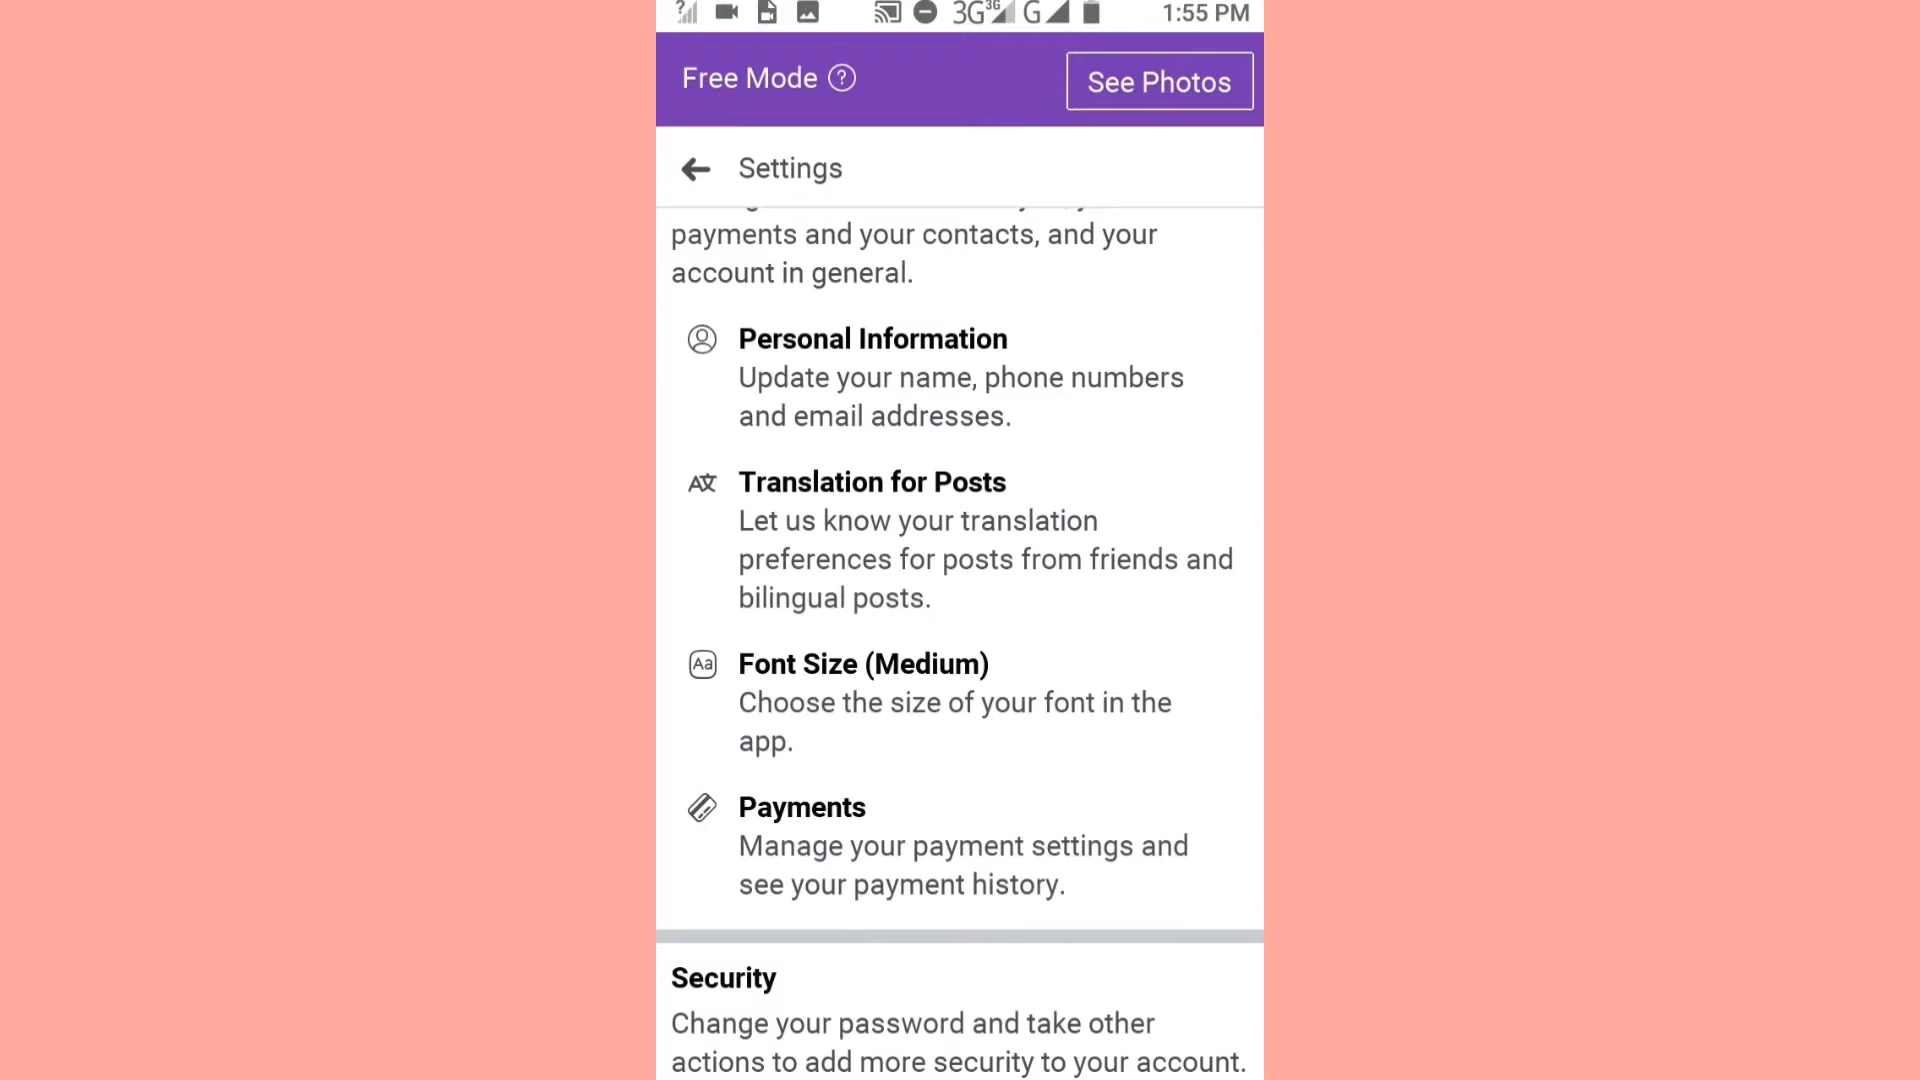 3G 3G G 1:55 PM
Free Mode ? See Photos
Settings
payments and your contacts, and your
account in general.
Personal Information
Update your name, phone numbers
and email addresses.
Translation for Posts
Let us know your translation
preferences for posts from friends and
bilingual posts.
Aa Font Size (Medium)
Choose the size of your font in the
app.
Payments
Manage your payment settings and
see your payment history.
Security
Change your password and take other
actions to add more security to your account.